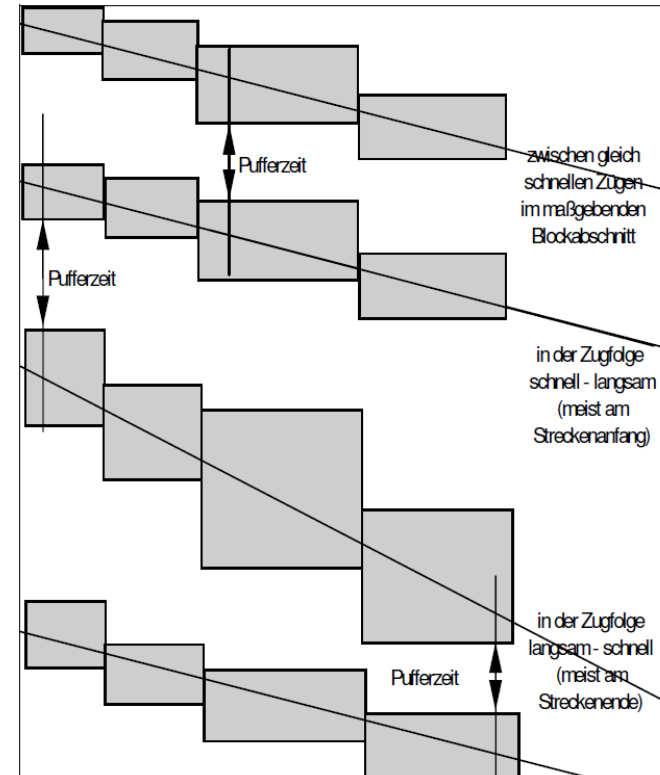 zwischen gleich
schnellen Zügen
im maßgebenden
Blockabschnitt
Pufferzeit
Pufferzeit
in der Zugfolge
schnell - langsam
(meist am
Streckenanfang)
in der Zugfolge
langsam - schnell
(meist am
Streckenende)
Pufferzeit